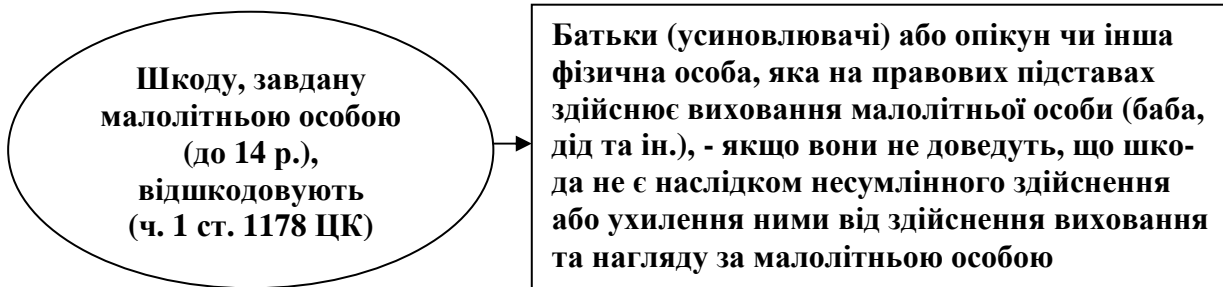 Шкоду, завдану
малолітньою особою
(до 14 р.),
відшкодовують
(ч. 1 ст. 1178 ЦК)
Батьки (усиновлювачі) або опікун чи інша
фізична особа, яка на правових підставах
здійснює виховання малолітньої особи (баба,
дід та ін.), - якщо вони не доведуть, що шко-
да не є наслідком несумлінного здійснення
або ухилення ними від здійснення виховання
та нагляду за малолітньою особою